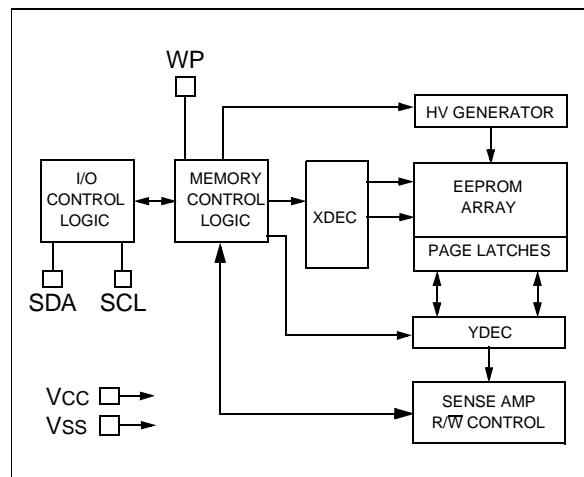 WP
HV GENERATOR
I/O
CONTROL
LOGIC
MEMORY
CONTROL
LOGIC
XDEC
EEPROM
ARRAY
PAGE LATCHES
SDA SCL
YDEC
VCC
VSS
SENSE AMP
R/W̅ CONTROL